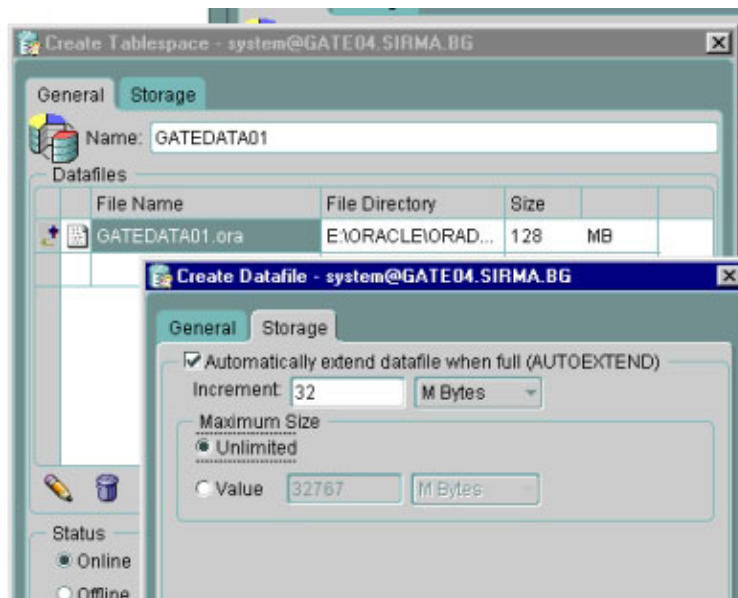 Create Tablespace - system@GATE04.SIRMA.BG
General Storage
Name: GATEDATA01
Datafiles
File Name File Directory Size
GATEDATA01.ora E:\ORACLE\ORAD... 128 MB
Create Datafile - system@GATE04.SIRMA.BG
General Storage
Automatically extend datafile when full (AUTOEXTEND)
Increment: 32 M Bytes
Maximum Size
Unlimited
Value 32767 M Bytes
Status
Online
Offline